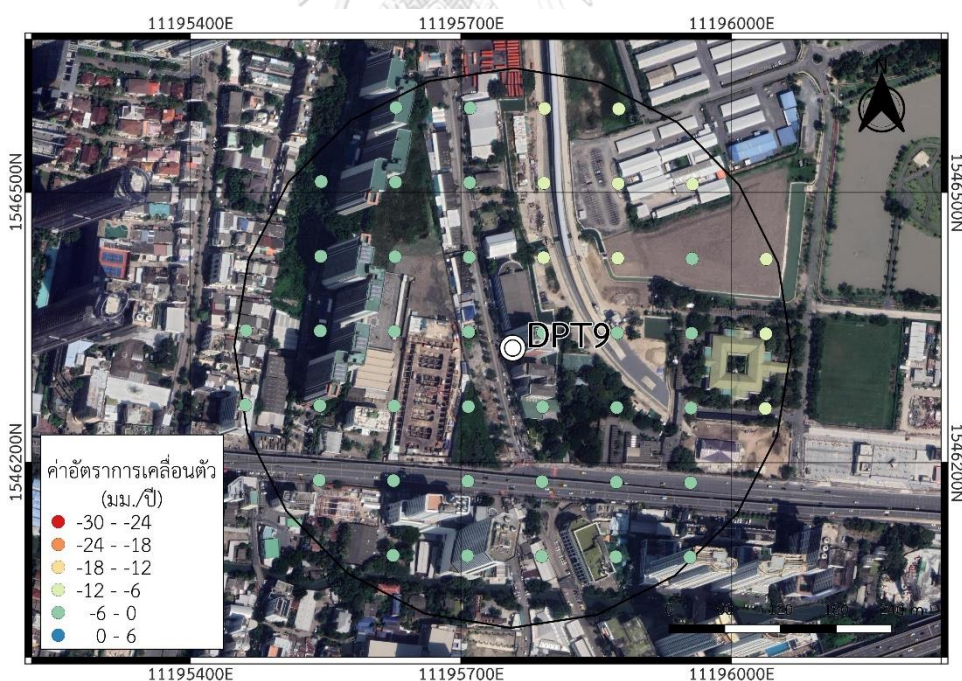 11195400E 11195700E 11196000E
N
1546500N 1546500N
DPT9
1546200N 1546200N
ค่าอัตราการเคลื่อนตัว
(มม./ปี)
-30 - -24
-24 - -18
-18 - -12
-12 - -6
-6 - 0
0 - 6
11195400E 11195700E 11196000E